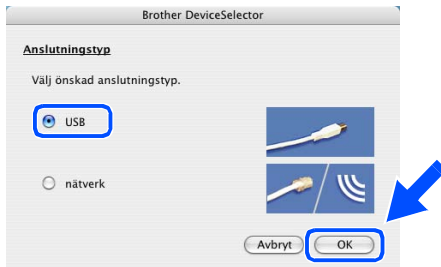 Brother DeviceSelector
Anslutningstyp
Välj önskad anslutningstyp.
USB
nätverk
Avbryt OK